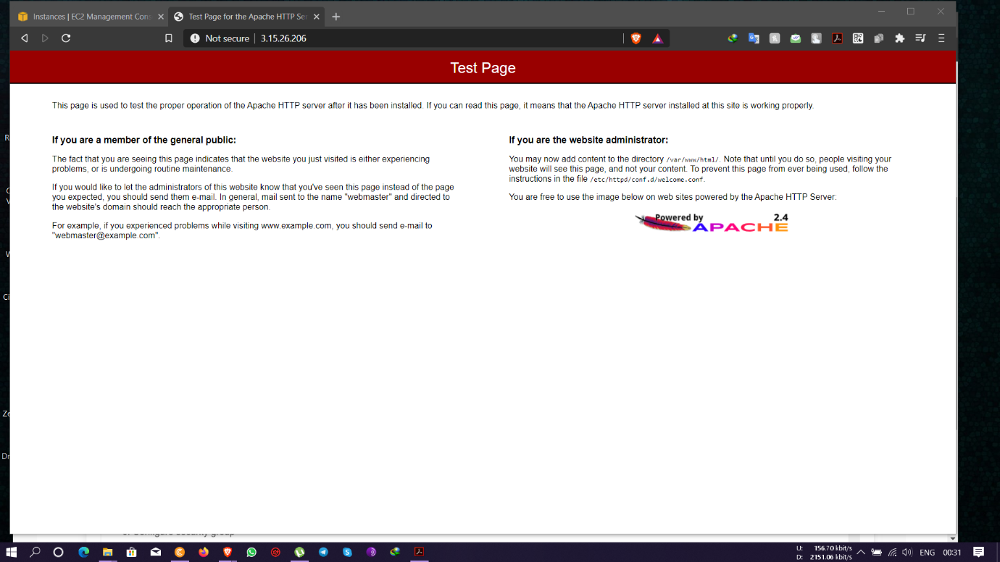 Instances | EC2 Management Cons
Test Page for the Apache HTTP Se
Not secure
3.15.26.206
Test Page
This page is used to test the proper operation of the Apache HTTP server after it has been installed. If you can read this page, it means that the Apache HTTP server installed at this site is working properly.
If you are a member of the general public:
The fact that you are seeing this page indicates that the website you just visited is either experiencing
problems, or is undergoing routine maintenance.
If you would like to let the administrators of this website know that you've seen this page instead of the page
you expected, you should send them e-mail. In general, mail sent to the name "webmaster" and directed to
the website's domain should reach the appropriate person.
For example, if you experienced problems while visiting www.example.com, you should send e-mail to
"webmaster@example.com".
If you are the website administrator:
You may now add content to the directory /var/www/html/. Note that until you do so, people visiting your
website will see this page, and not your content. To prevent this page from ever being used, follow the
instructions in the file /etc/httpd/conf.d/welcome.conf.
You are free to use the image below on web sites powered by the Apache HTTP Server:
Powered by 2.4
APACHE
U: 156.70 kbit/s
D: 2151.06 kbit/s
ENG
00:31